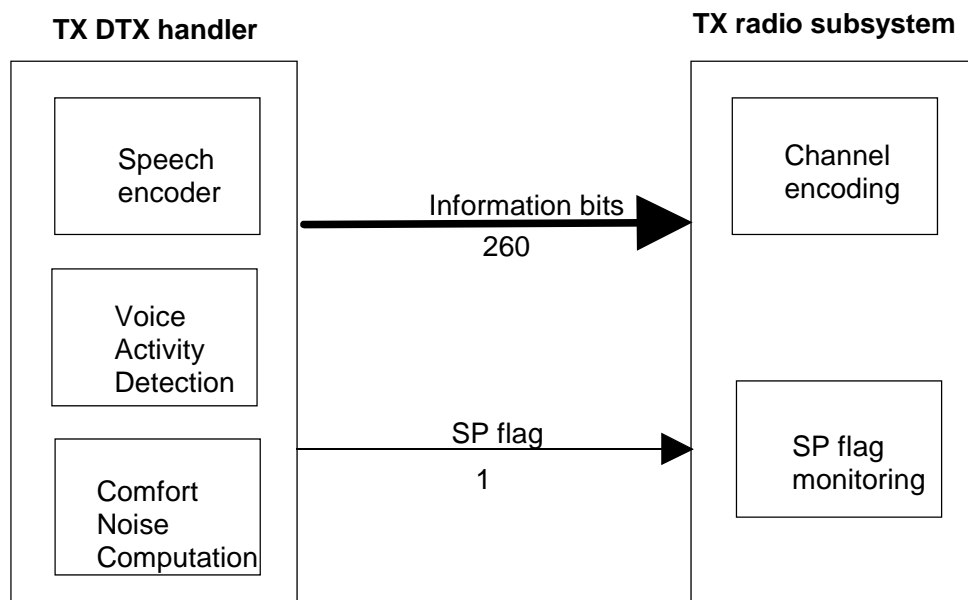 TX DTX handler
TX radio subsystem
Speech
encoder
Information bits
260
Channel
encoding
Voice
Activity
Detection
SP flag
1
SP flag
monitoring
Comfort
Noise
Computation